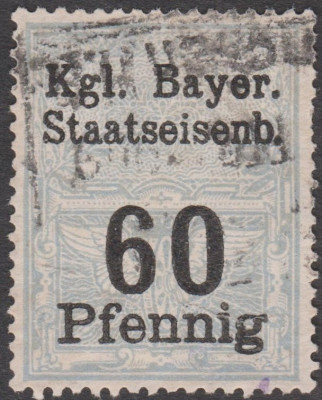 Kgl. Bayer.
Staatseisenb.
60
Pfennig